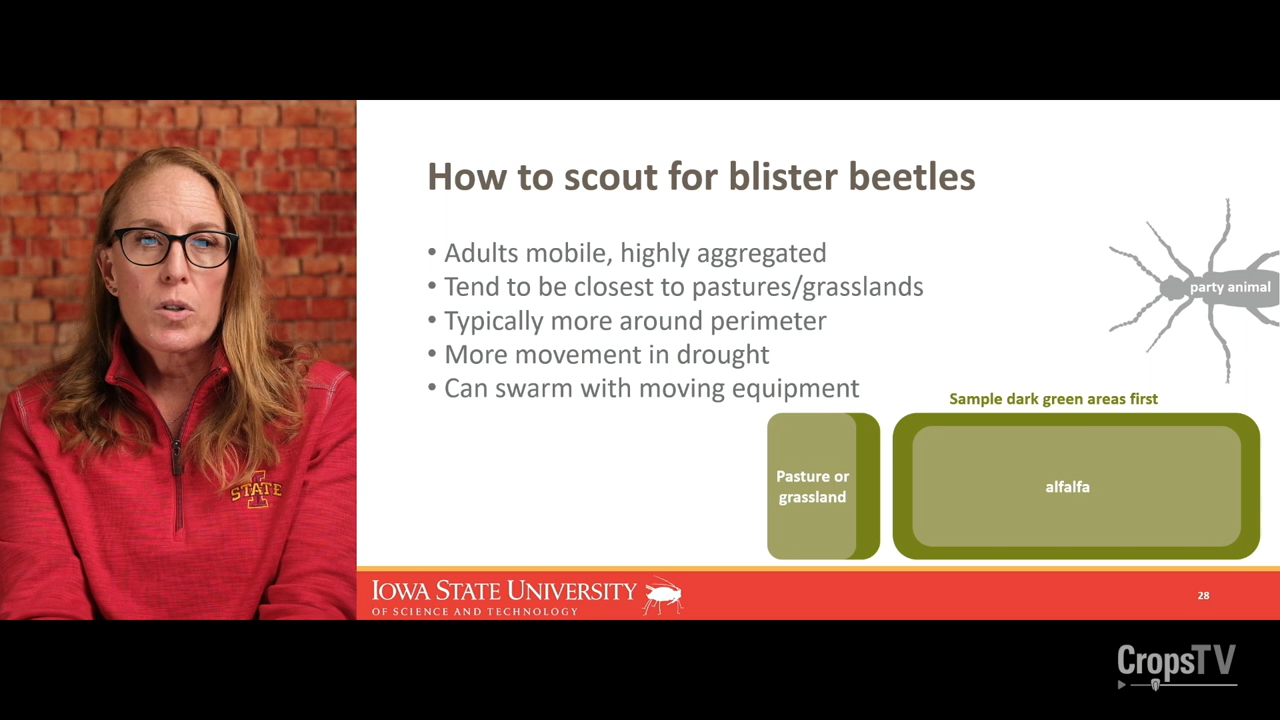 How to scout for blister beetles
• Adults mobile, highly aggregated
• Tend to be closest to pastures/grasslands
• Typically more around perimeter
• More movement in drought
• Can swarm with moving equipment
party animal
Sample dark green areas first
Pasture or
grassland
alfalfa
STATE
IOWA STATE UNIVERSITY
OF SCIENCE AND TECHNOLOGY
28
CropsTV